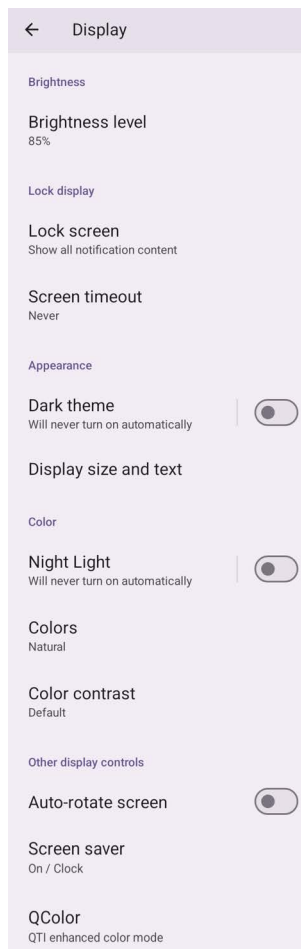 Display
Brightness
Brightness level
85%
Lock display
Lock screen
Show all notification content
Screen timeout
Never
Appearance
Dark theme
Will never turn on automatically
Display size and text
Color
Night Light
Will never turn on automatically
Colors
Natural
Color contrast
Default
Other display controls
Auto-rotate screen
Screen saver
On / Clock
QColor
QTI enhanced color mode